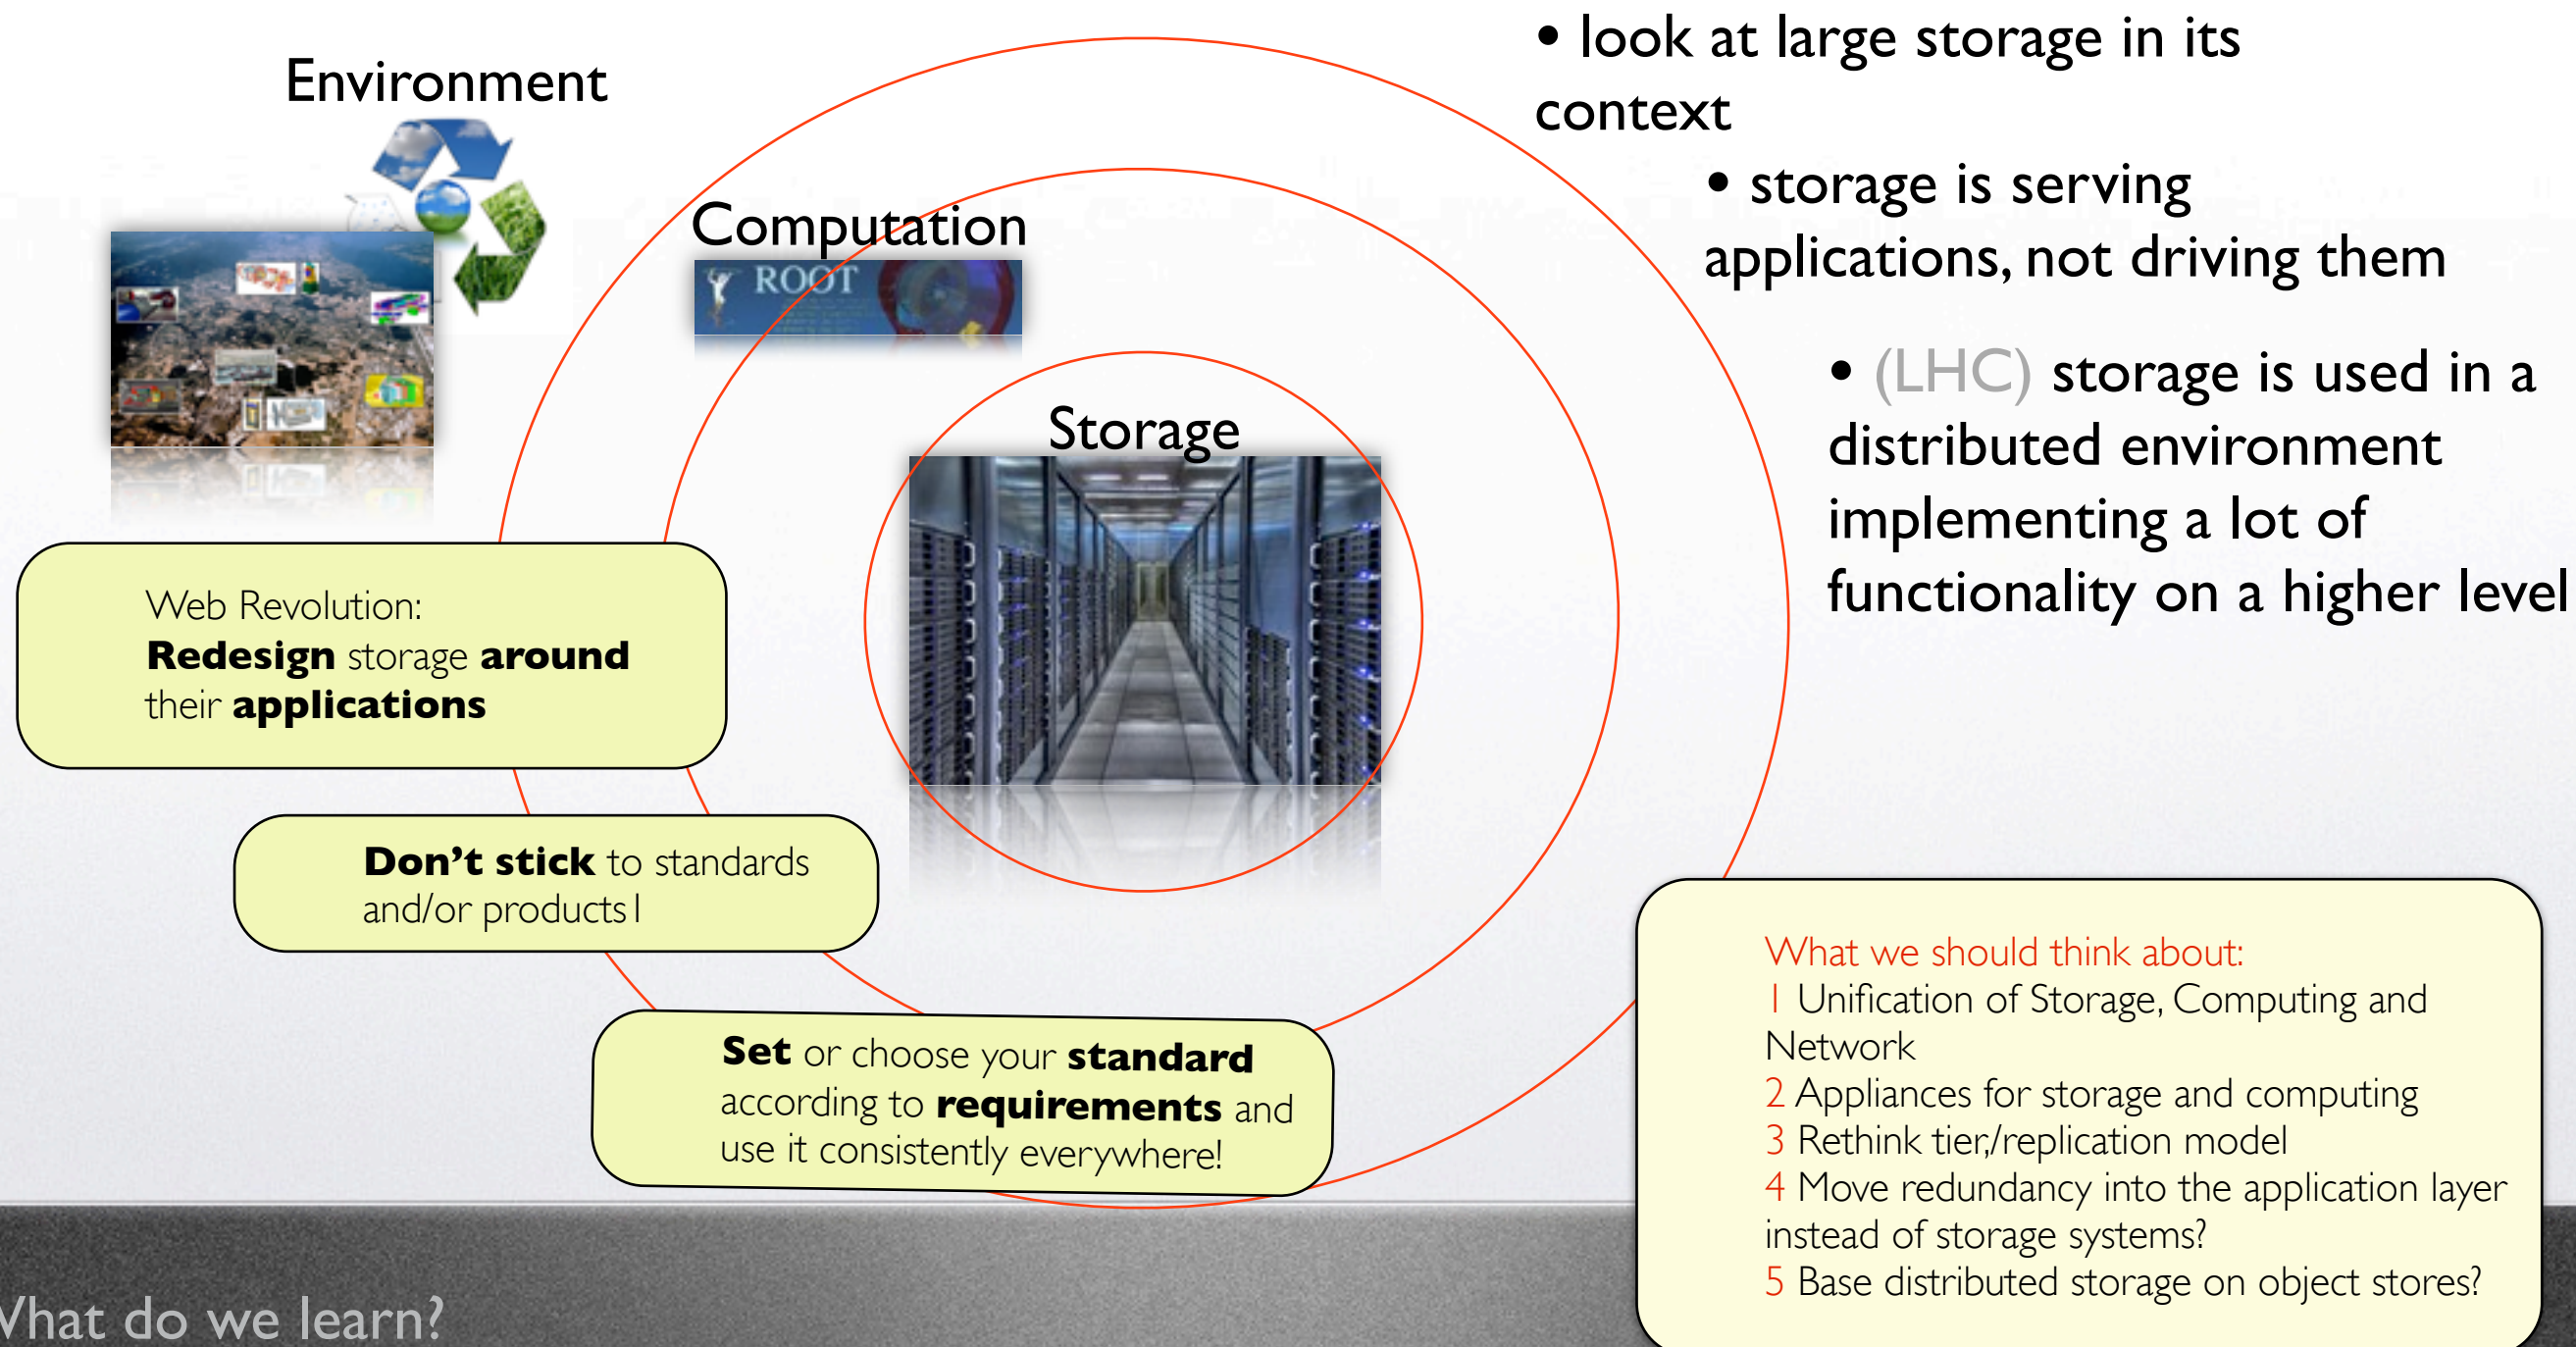 • look at large storage in its
context
Environment
• storage is serving
applications, not driving them
Computation
ROOT
• (LHC) storage is used in a
distributed environment
implementing a lot of
functionality on a higher level
Storage
Web Revolution:
Redesign storage around
their applications
Don't stick to standards
and/or products1
Set or choose your standard
according to requirements and
use it consistently everywhere!
What we should think about:
1 Unification of Storage, Computing and
Network
2 Appliances for storage and computing
3 Rethink tier,/replication model
4 Move redundancy into the application layer
instead of storage systems?
5 Base distributed storage on object stores?
What do we learn?